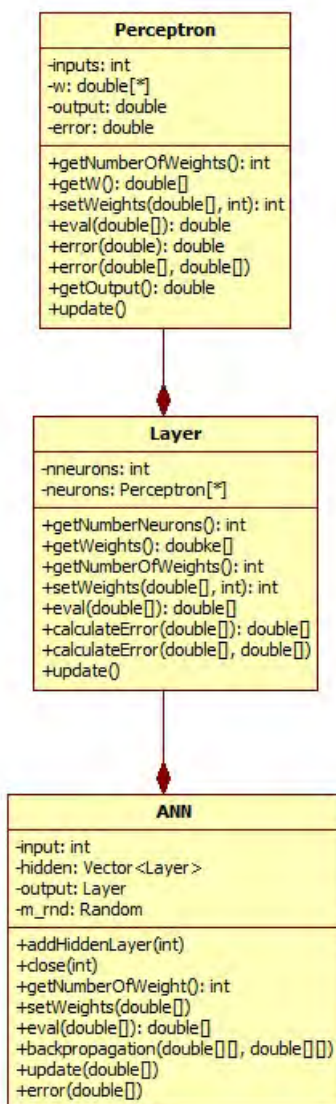 Perceptron
-inputs: int
-w: double[*]
-output: double
-error: double
+getNumberOfWeights(): int
+getW(): double[]
+setWeights(double[], int): int
+eval(double[]): double
+error(double): double
+error(double[], double[])
+getOutput(): double
+update()
Layer
-nneurons: int
-neurons: Perceptron[*]
+getNumberNeurons(): int
+getWeights(): doubke[]
+getNumberOfWeights(): int
+setWeights(double[], int): int
+eval(double[]): double[]
+calculateError(double[]): double[]
+calculateError(double[], double[])
+update()
ANN
-input: int
-hidden: Vector<Layer>
-output: Layer
-m_rnd: Random
+addHiddenLayer(int)
+close(int)
+getNumberOfWeight(): int
+setWeights(double[])
+eval(double[]): double[]
+backpropagation(double[][], double[][])
+update(double[])
+error(double[])